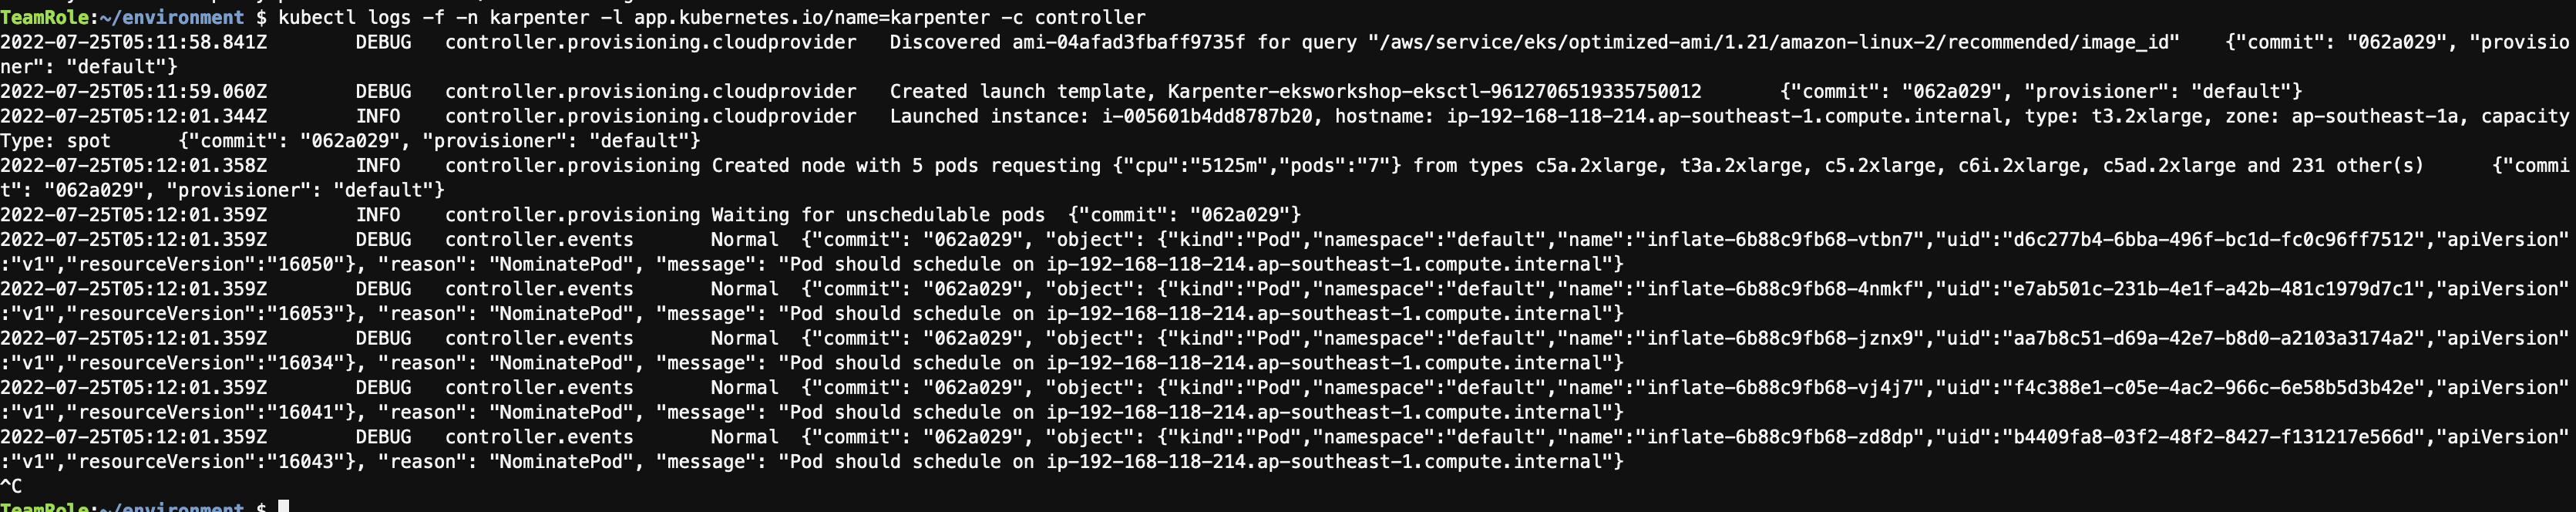 TeamRole:~/environment $ kubectl logs -f -n karpenter -l app.kubernetes.io/name=karpenter -c controller
2022-07-25T05:11:58.841Z        DEBUG   controller.provisioning.cloudprovider   Discovered ami-04afad3fbaff9735f for query "/aws/service/eks/optimized-ami/1.21/amazon-linux-2/recommended/image_id"    {"commit": "062a029", "provisio
ner": "default"}
2022-07-25T05:11:59.060Z        DEBUG   controller.provisioning.cloudprovider   Created launch template, Karpenter-eksworkshop-eksctl-9612706519335750012       {"commit": "062a029", "provisioner": "default"}
2022-07-25T05:12:01.344Z        INFO    controller.provisioning.cloudprovider   Launched instance: i-005601b4dd8787b20, hostname: ip-192-168-118-214.ap-southeast-1.compute.internal, type: t3.2xlarge, zone: ap-southeast-1a, capacity
Type: spot      {"commit": "062a029", "provisioner": "default"}
2022-07-25T05:12:01.358Z        INFO    controller.provisioning Created node with 5 pods requesting {"cpu":"5125m","pods":"7"} from types c5a.2xlarge, t3a.2xlarge, c5.2xlarge, c6i.2xlarge, c5ad.2xlarge and 231 other(s)      {"commi
t": "062a029", "provisioner": "default"}
2022-07-25T05:12:01.359Z        INFO    controller.provisioning Waiting for unschedulable pods  {"commit": "062a029"}
2022-07-25T05:12:01.359Z        DEBUG   controller.events       Normal  {"commit": "062a029", "object": {"kind":"Pod","namespace":"default","name":"inflate-6b88c9fb68-vtbn7","uid":"d6c277b4-6bba-496f-bc1d-fc0c96ff7512","apiVersion"
:"v1","resourceVersion":"16050"}, "reason": "NominatePod", "message": "Pod should schedule on ip-192-168-118-214.ap-southeast-1.compute.internal"}
2022-07-25T05:12:01.359Z        DEBUG   controller.events       Normal  {"commit": "062a029", "object": {"kind":"Pod","namespace":"default","name":"inflate-6b88c9fb68-4nmkf","uid":"e7ab501c-231b-4e1f-a42b-481c1979d7c1","apiVersion"
:"v1","resourceVersion":"16053"}, "reason": "NominatePod", "message": "Pod should schedule on ip-192-168-118-214.ap-southeast-1.compute.internal"}
2022-07-25T05:12:01.359Z        DEBUG   controller.events       Normal  {"commit": "062a029", "object": {"kind":"Pod","namespace":"default","name":"inflate-6b88c9fb68-jznx9","uid":"aa7b8c51-d69a-42e7-b8d0-a2103a3174a2","apiVersion"
:"v1","resourceVersion":"16034"}, "reason": "NominatePod", "message": "Pod should schedule on ip-192-168-118-214.ap-southeast-1.compute.internal"}
2022-07-25T05:12:01.359Z        DEBUG   controller.events       Normal  {"commit": "062a029", "object": {"kind":"Pod","namespace":"default","name":"inflate-6b88c9fb68-vj4j7","uid":"f4c388e1-c05e-4ac2-966c-6e58b5d3b42e","apiVersion"
:"v1","resourceVersion":"16041"}, "reason": "NominatePod", "message": "Pod should schedule on ip-192-168-118-214.ap-southeast-1.compute.internal"}
2022-07-25T05:12:01.359Z        DEBUG   controller.events       Normal  {"commit": "062a029", "object": {"kind":"Pod","namespace":"default","name":"inflate-6b88c9fb68-zd8dp","uid":"b4409fa8-03f2-48f2-8427-f131217e566d","apiVersion"
:"v1","resourceVersion":"16043"}, "reason": "NominatePod", "message": "Pod should schedule on ip-192-168-118-214.ap-southeast-1.compute.internal"}
^C
TeamRole:~/environment $